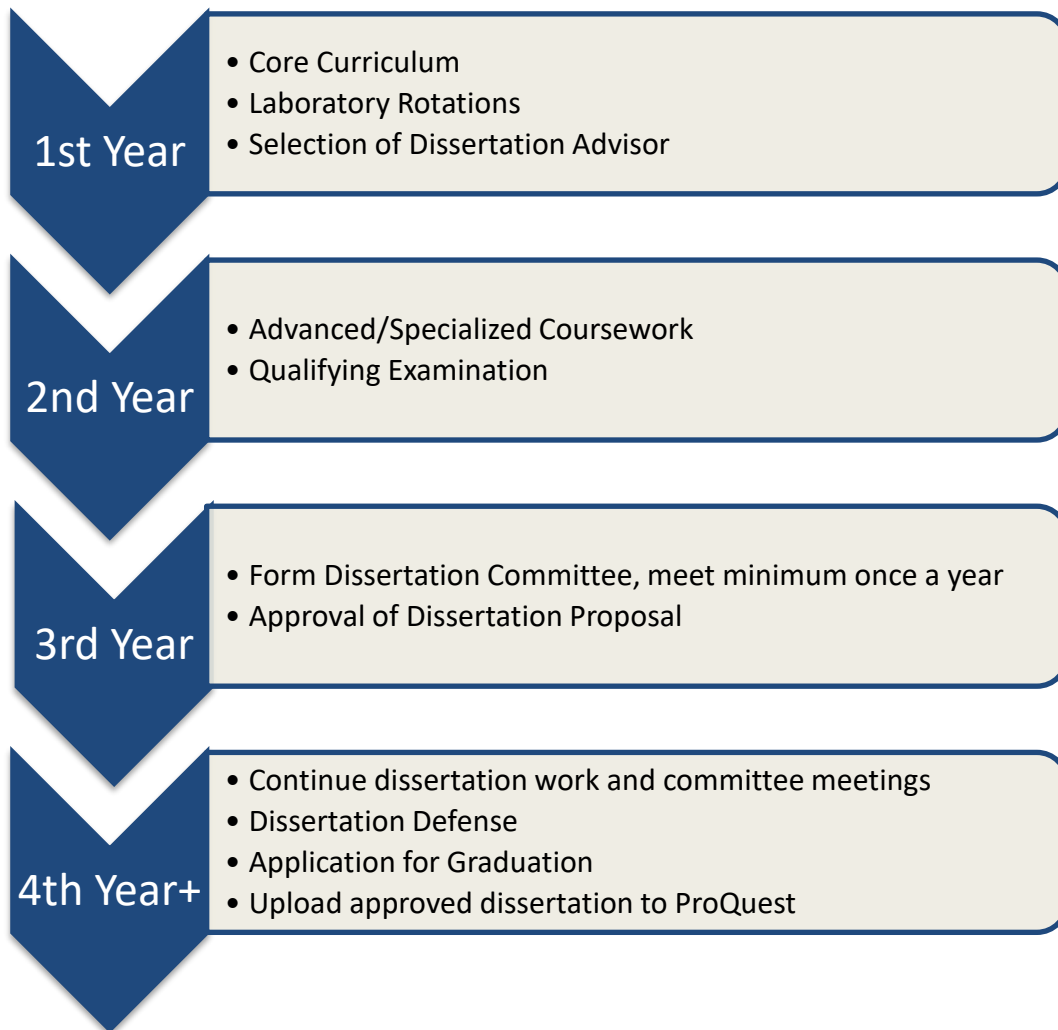 1st Year
• Core Curriculum
• Laboratory Rotations
• Selection of Dissertation Advisor
2nd Year
• Advanced/Specialized Coursework
• Qualifying Examination
3rd Year
• Form Dissertation Committee, meet minimum once a year
• Approval of Dissertation Proposal
4th Year+
• Continue dissertation work and committee meetings
• Dissertation Defense
• Application for Graduation
• Upload approved dissertation to ProQuest